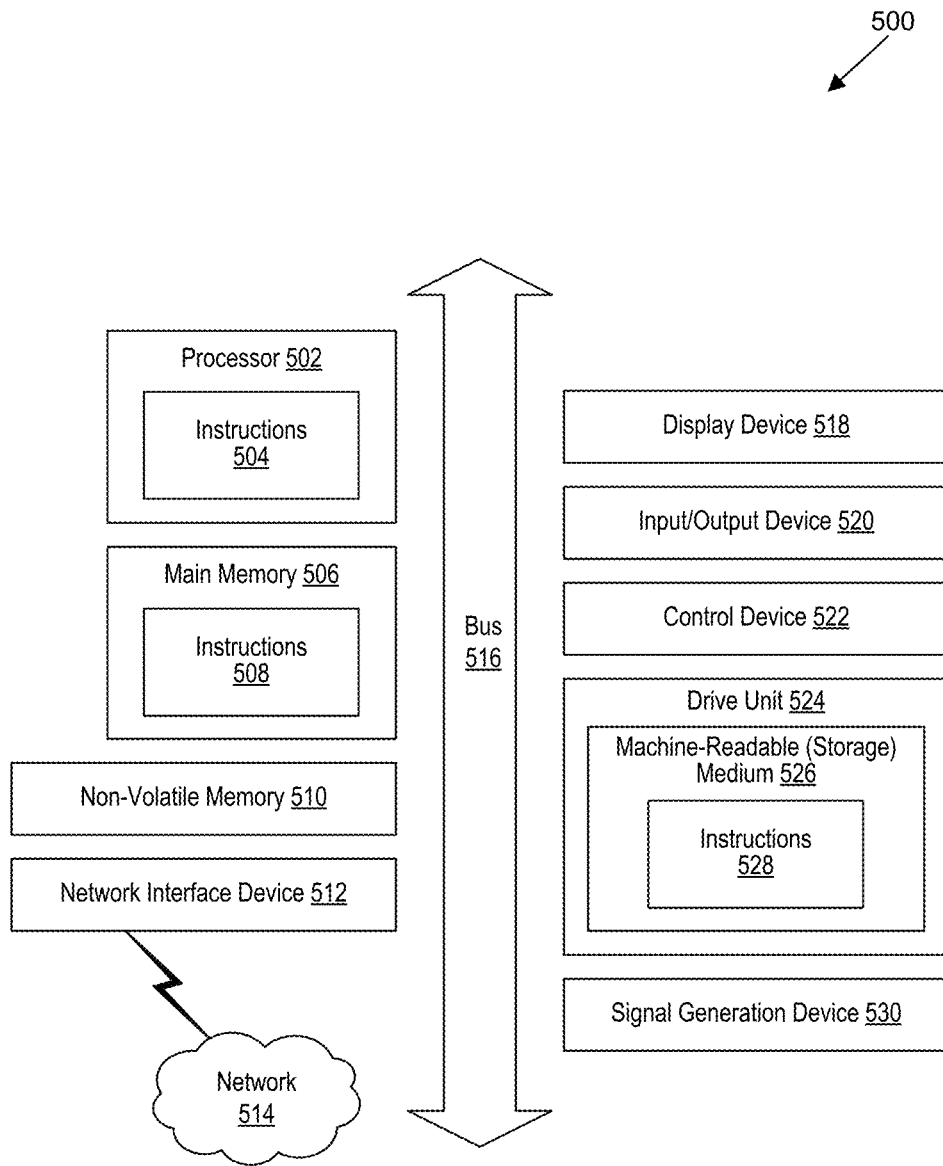 500
Processor 502
Instructions
504
Main Memory 506
Instructions
508
Non-Volatile Memory 510
Network Interface Device 512
Network
514
Bus
516
Display Device 518
Input/Output Device 520
Control Device 522
Drive Unit 524
Machine-Readable (Storage)
Medium 526
Instructions
528
Signal Generation Device 530